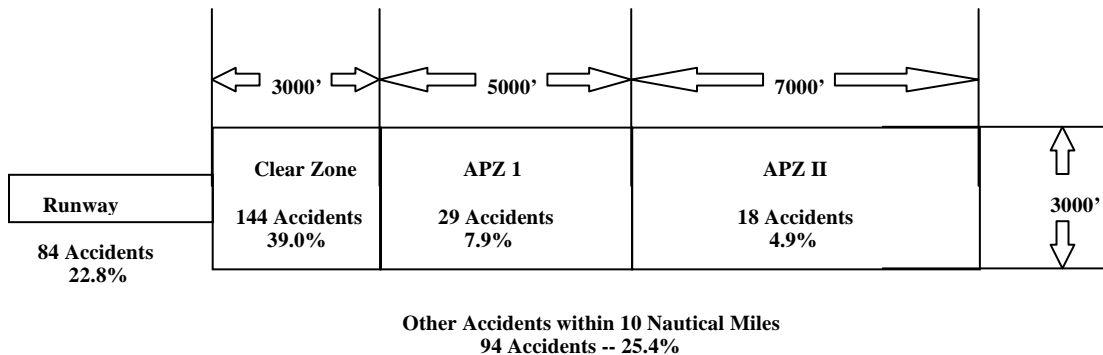 3000’
5000’
7000’
Clear Zone
APZ 1
APZ II
Runway
144 Accidents
39.0%
29 Accidents
7.9%
18 Accidents
4.9%
3000’
84 Accidents
22.8%
Other Accidents within 10 Nautical Miles
94 Accidents -- 25.4%